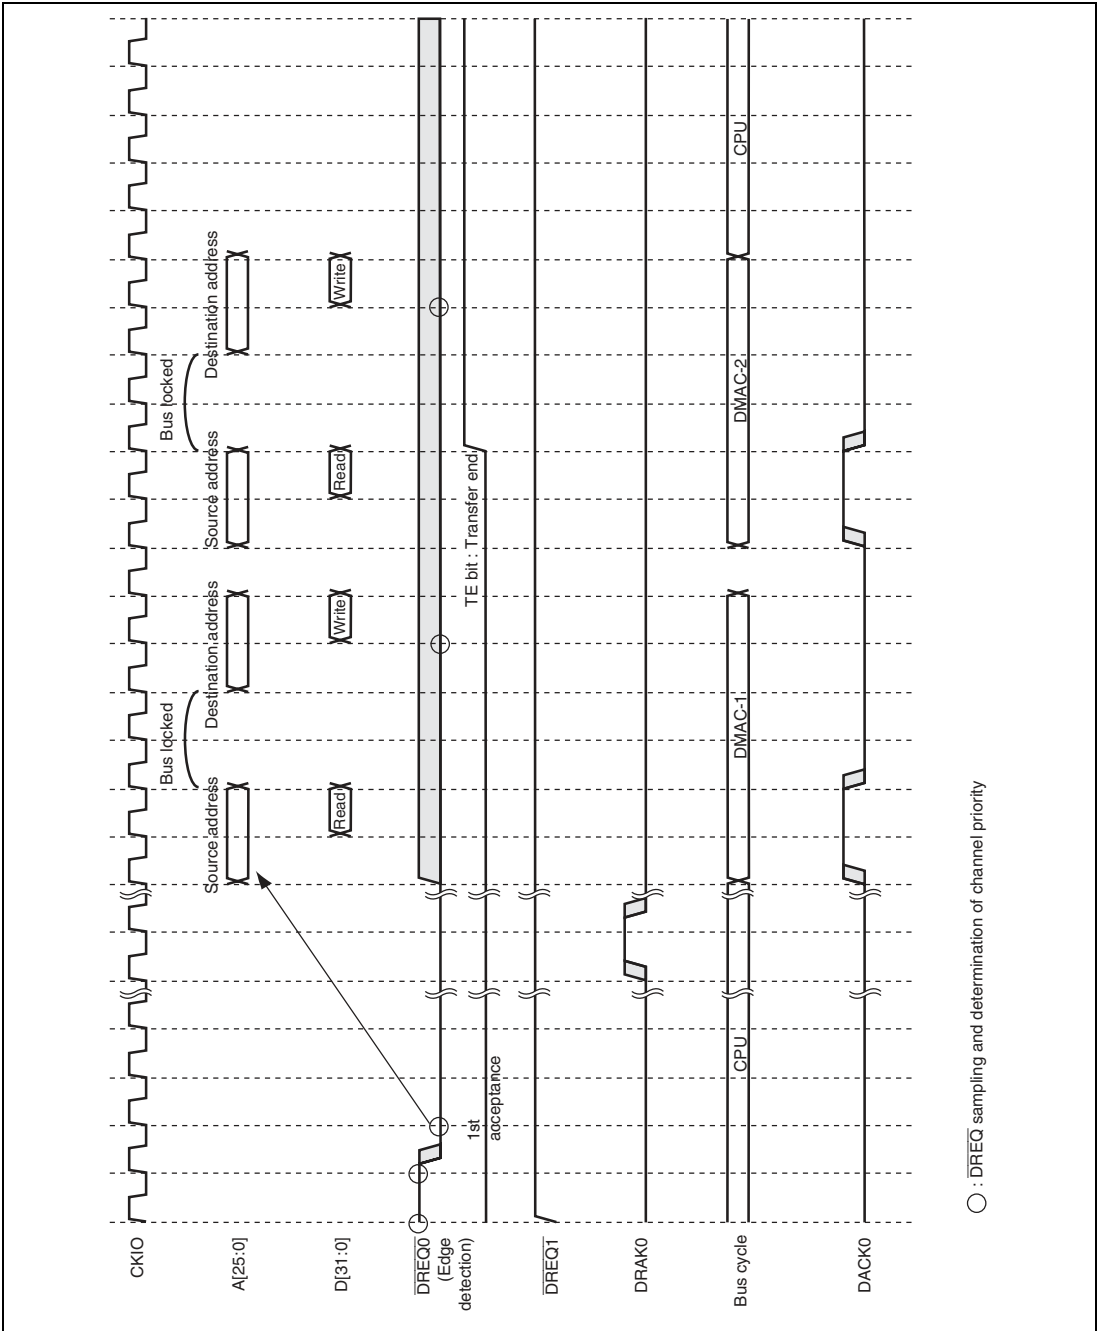 CKIO
Bus locked
Bus locked
Source address
Destination address
Source address
Destination address
A[25:0]
Read
Write
Read
Write
D[31:0]
DREQ0
(Edge
detection)
1st
acceptance
TE bit : Transfer end
DREQ1
DRAK0
CPU
DMAC-1
DMAC-2
CPU
Bus cycle
DACK0
: DREQ sampling and determination of channel priority